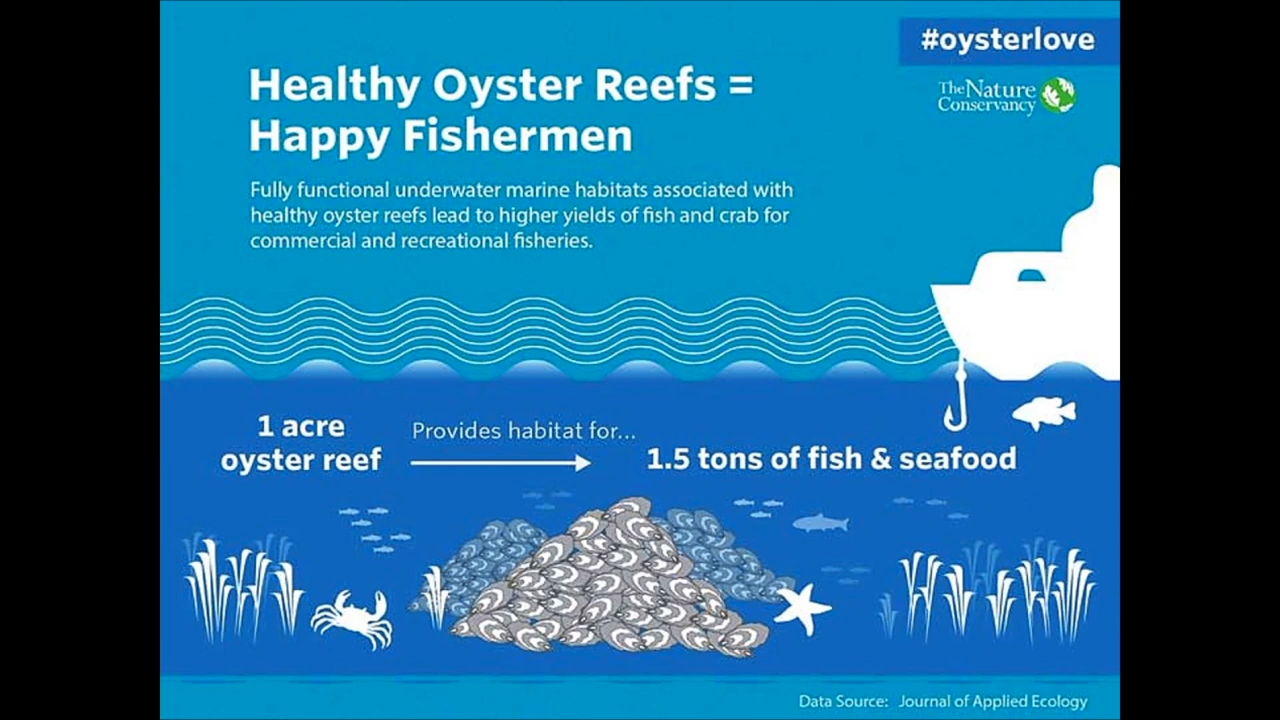 #oysterlove
The Nature
Conservancy
Healthy Oyster Reefs =
Happy Fishermen
Fully functional underwater marine habitats associated with
healthy oyster reefs lead to higher yields of fish and crab for
commercial and recreational fisheries.
1 acre
oyster reef
Provides habitat for...
1.5 tons of fish & seafood
Data Source: Journal of Applied Ecology